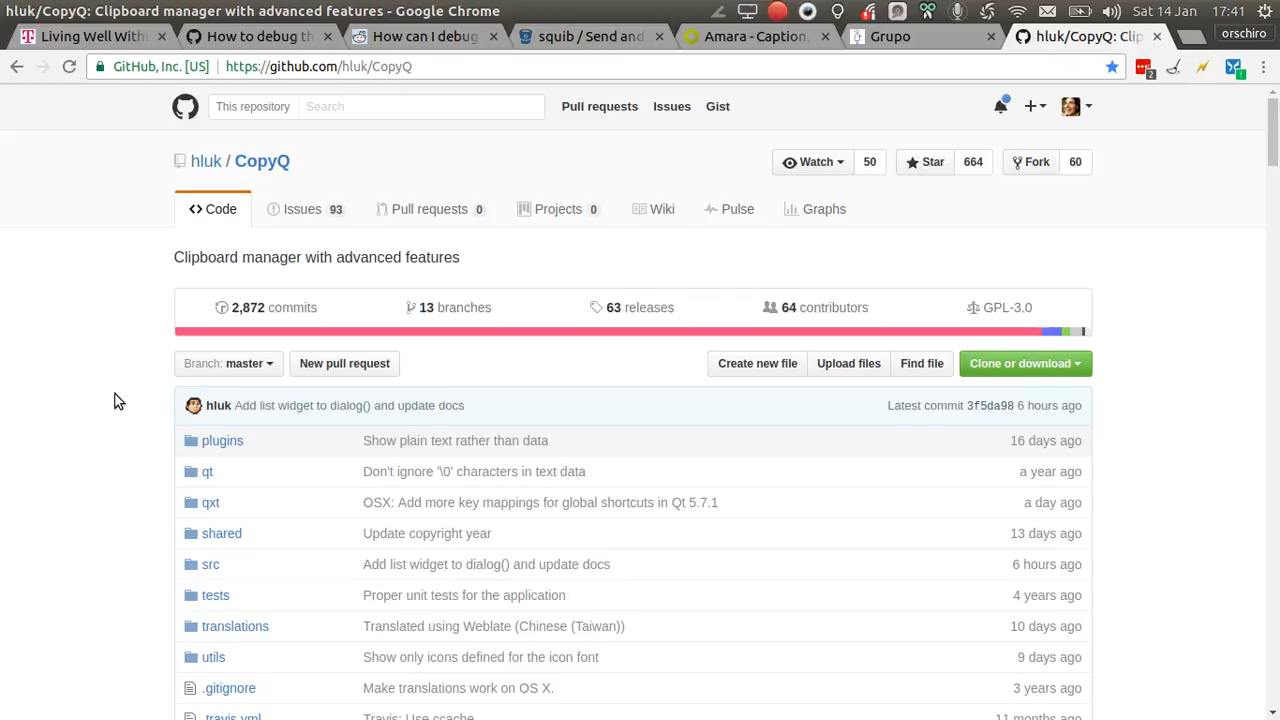 hluk/CopyQ: Clipboard manager with advanced features - Google Chrome
Sat 14 Jan
17:41
Living Well With
How to debug th
How can I debug
squib / Send and
Amara - Caption,
Grupo
hluk/CopyQ: Clip
orschiro
GitHub, Inc. [US]
https://github.com/hluk/CopyQ
2
1
This repository
Search
Pull requests
Issues
Gist
hluk / CopyQ
Watch
50
Star
664
Fork
60
Code
Issues 93
Pull requests 0
Projects 0
Wiki
Pulse
Graphs
Clipboard manager with advanced features
2,872 commits
13 branches
63 releases
64 contributors
GPL-3.0
Branch: master
New pull request
Create new file
Upload files
Find file
Clone or download
hluk Add list widget to dialog() and update docs
Latest commit 3f5da98 6 hours ago
plugins
Show plain text rather than data
16 days ago
qt
Don't ignore '\0' characters in text data
a year ago
qxt
OSX: Add more key mappings for global shortcuts in Qt 5.7.1
a day ago
shared
Update copyright year
13 days ago
src
Add list widget to dialog() and update docs
6 hours ago
tests
Proper unit tests for the application
4 years ago
translations
Translated using Weblate (Chinese (Taiwan))
10 days ago
utils
Show only icons defined for the icon font
9 days ago
.gitignore
Make translations work on OS X.
3 years ago
.travis.yml
Travis: Use ccache
11 months ago